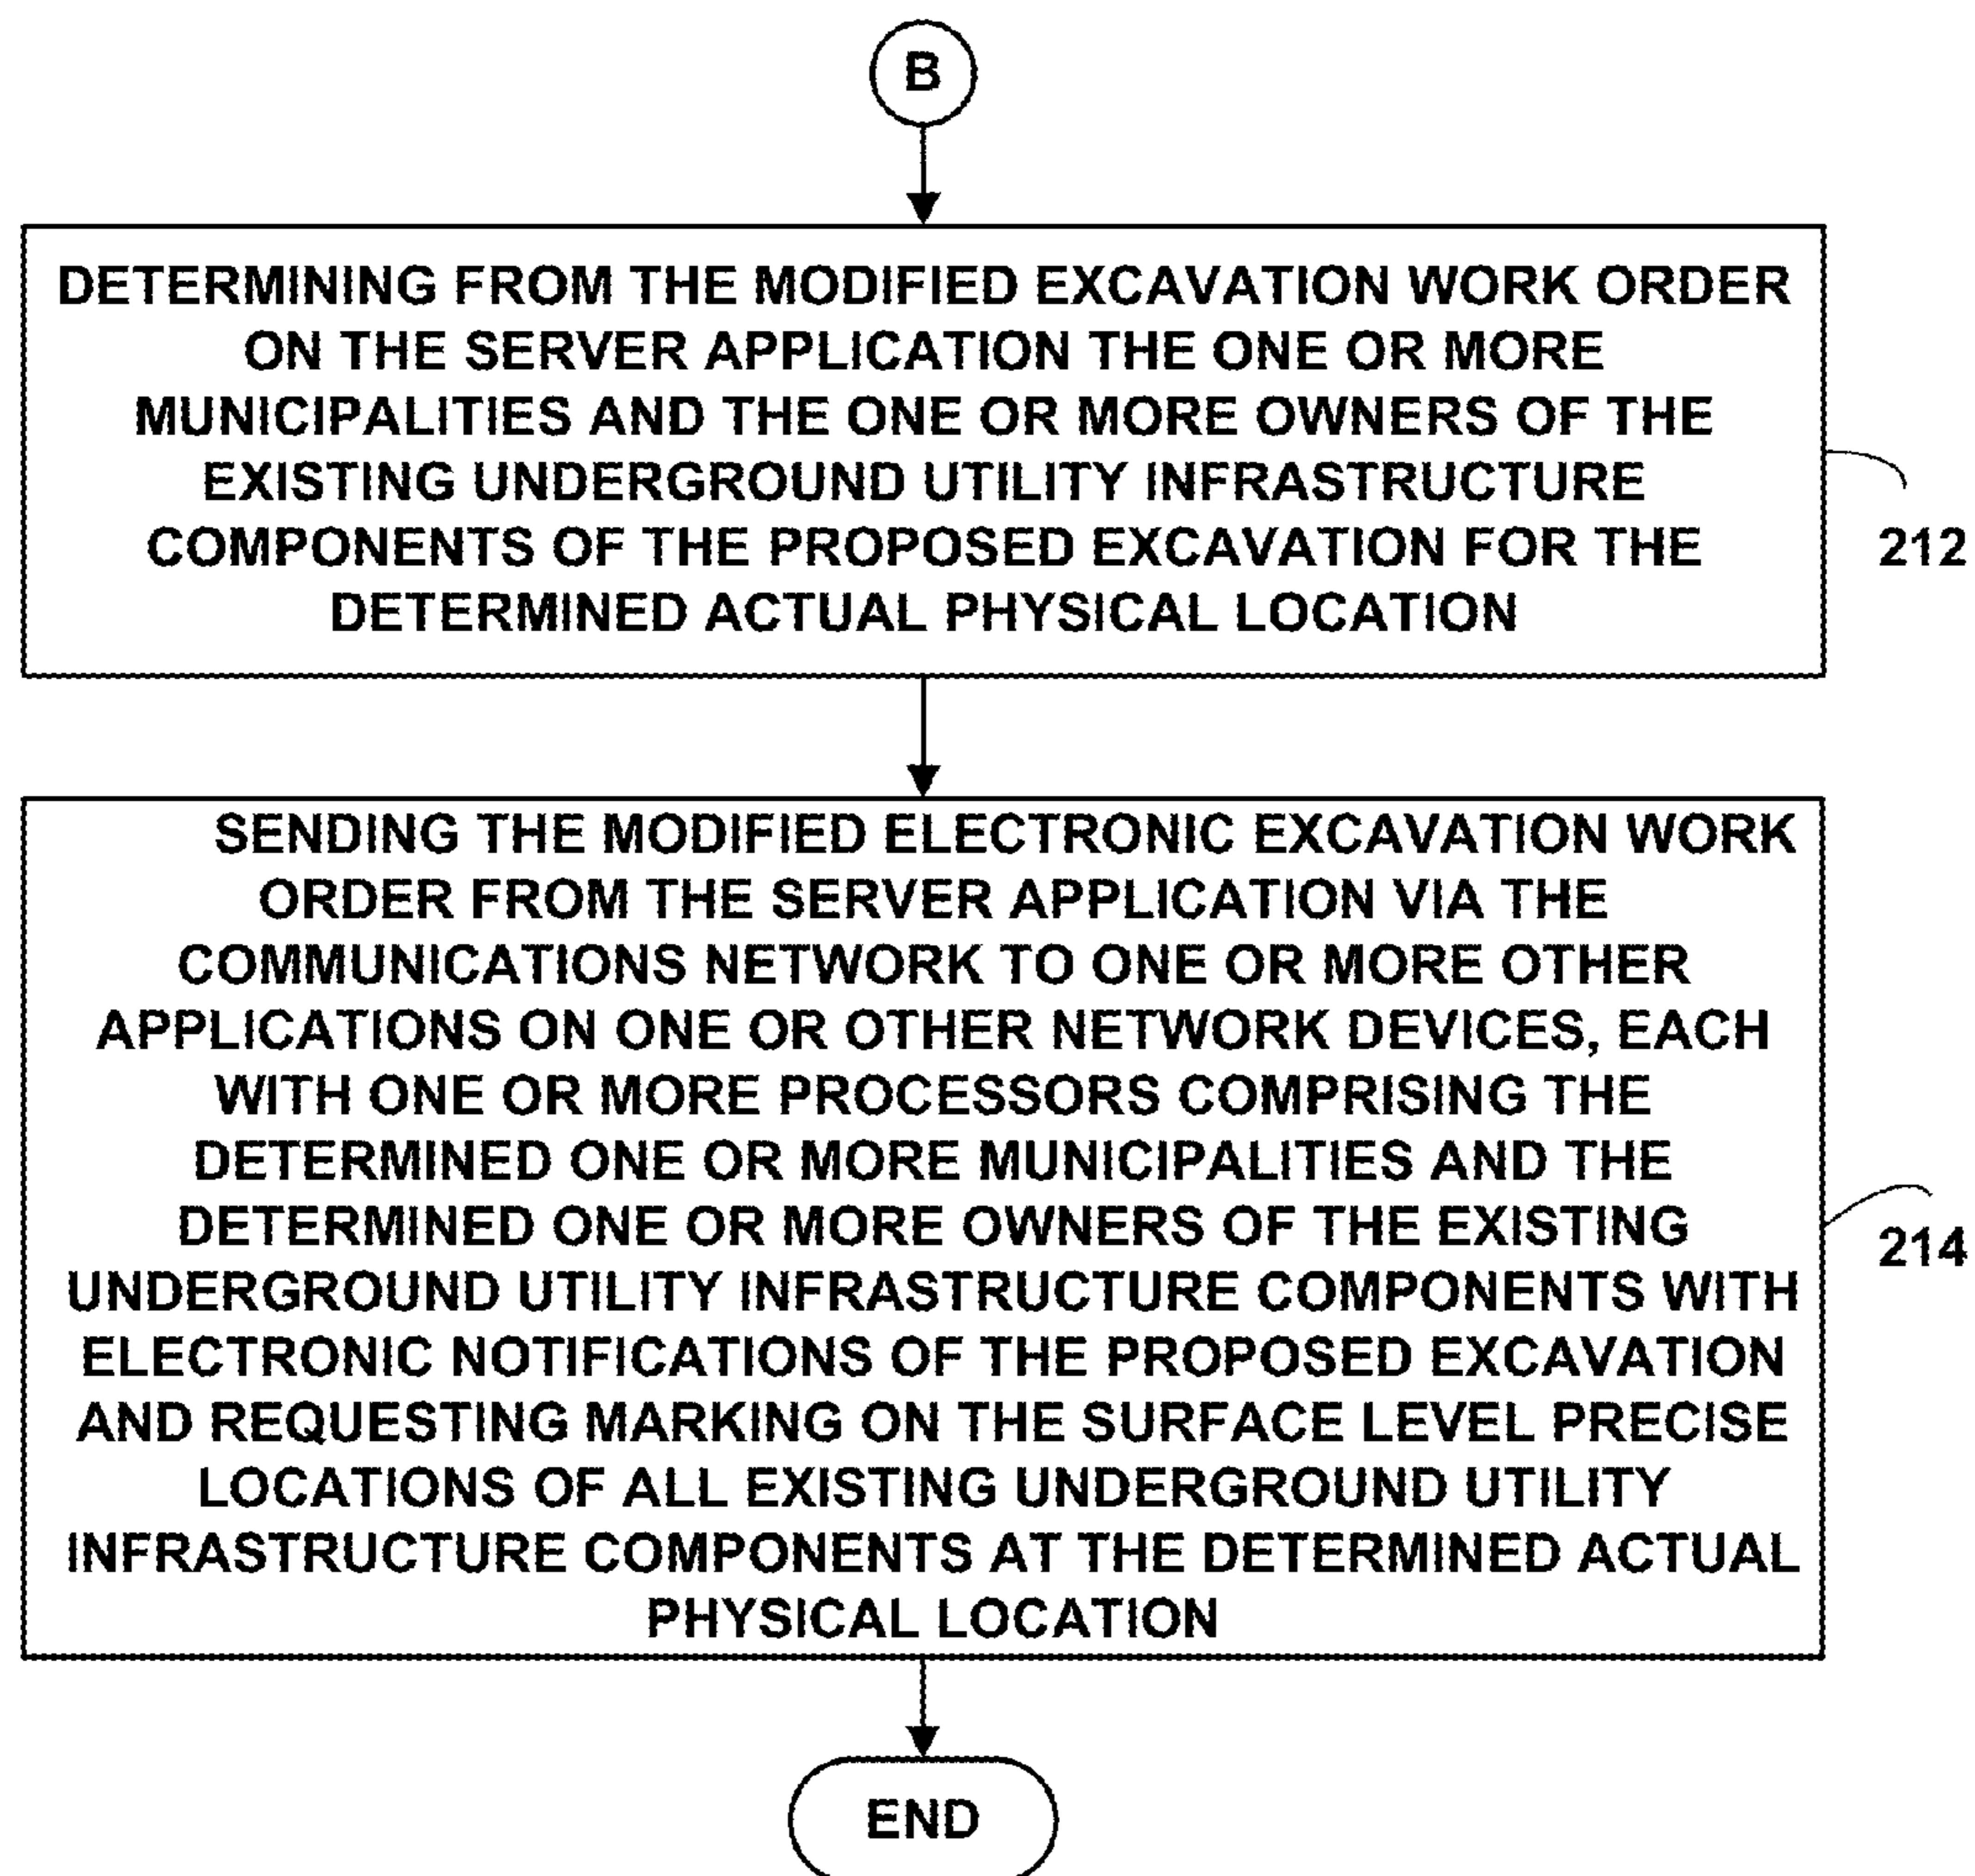 B
DETERMINING FROM THE MODIFIED EXCAVATION WORK ORDER
ON THE SERVER APPLICATION THE ONE OR MORE
MUNICIPALITIES AND THE ONE OR MORE OWNERS OF THE
EXISTING UNDERGROUND UTILITY INFRASTRUCTURE
COMPONENTS OF THE PROPOSED EXCAVATION FOR THE
DETERMINED ACTUAL PHYSICAL LOCATION
212
SENDING THE MODIFIED ELECTRONIC EXCAVATION WORK
ORDER FROM THE SERVER APPLICATION VIA THE
COMMUNICATIONS NETWORK TO ONE OR MORE OTHER
APPLICATIONS ON ONE OR OTHER NETWORK DEVICES, EACH
WITH ONE OR MORE PROCESSORS COMPRISING THE
DETERMINED ONE OR MORE MUNICIPALITIES AND THE
DETERMINED ONE OR MORE OWNERS OF THE EXISTING
UNDERGROUND UTILITY INFRASTRUCTURE COMPONENTS WITH
ELECTRONIC NOTIFICATIONS OF THE PROPOSED EXCAVATION
AND REQUESTING MARKING ON THE SURFACE LEVEL PRECISE
LOCATIONS OF ALL EXISTING UNDERGROUND UTILITY
INFRASTRUCTURE COMPONENTS AT THE DETERMINED ACTUAL
PHYSICAL LOCATION
214
END